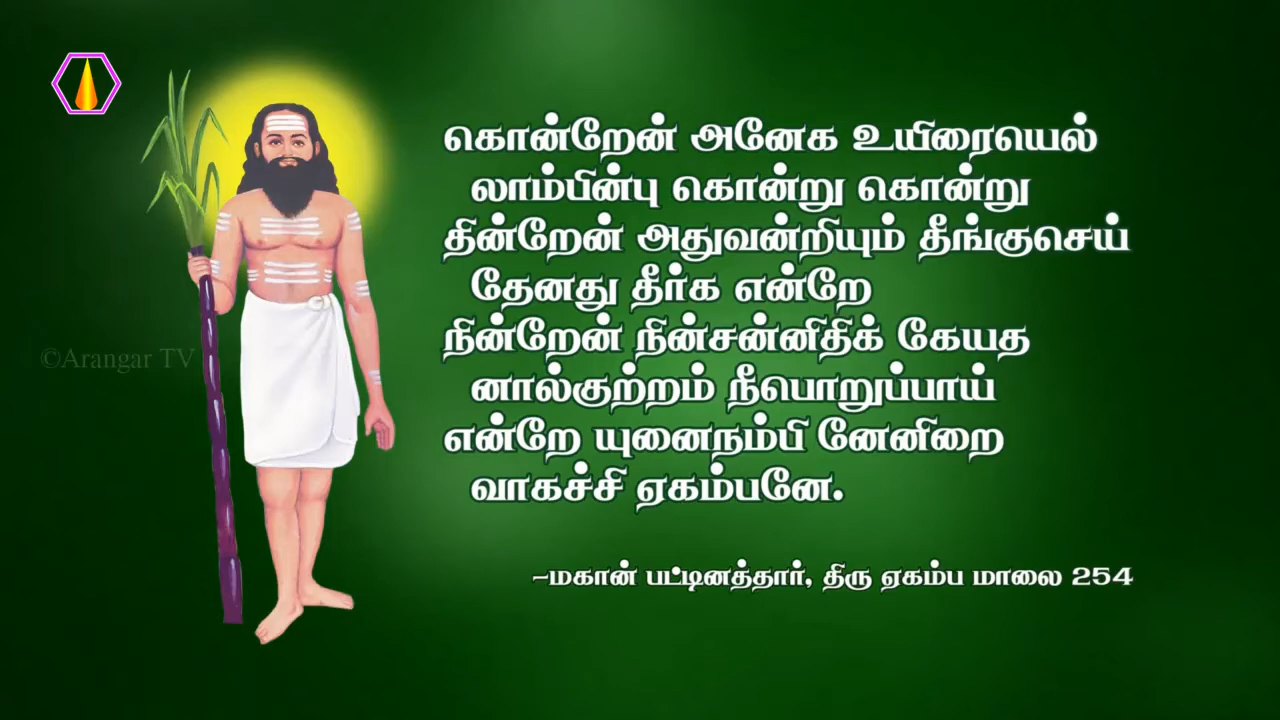 கொன்றேன் அனேக உயிரையெல்
லாம்பின்பு கொன்று கொன்று
தின்றேன் அதுவன்றியும் தீங்குசெய்
தேனது தீர்க என்றே
நின்றேன் நின்சன்னிதிக் கேயத
னால்குற்றம் நீபொறுப்பாய்
என்றே யுனைநம்பி னேனிறை
வாகச்சி ஏகம்பனே.
-மகான் பட்டினத்தார், திரு ஏகம்ப மாலை 254
©Arangar TV